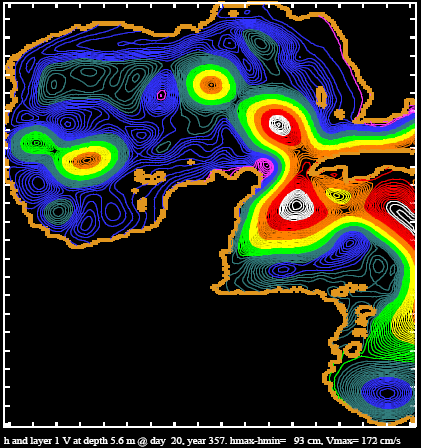 h and layer 1 V at depth 5.6 m @ day  20, year 357. hmax-hmin=   93 cm, Vmax= 172 cm/s